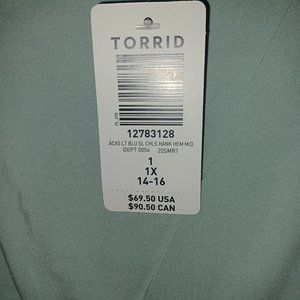 TORRID
12783128
ACAS LT BLU SL CHLS HANK HEM MID
DEPT 0054 205MR1
1
1X
14-16
$69.50 USA
$90.50 CAN